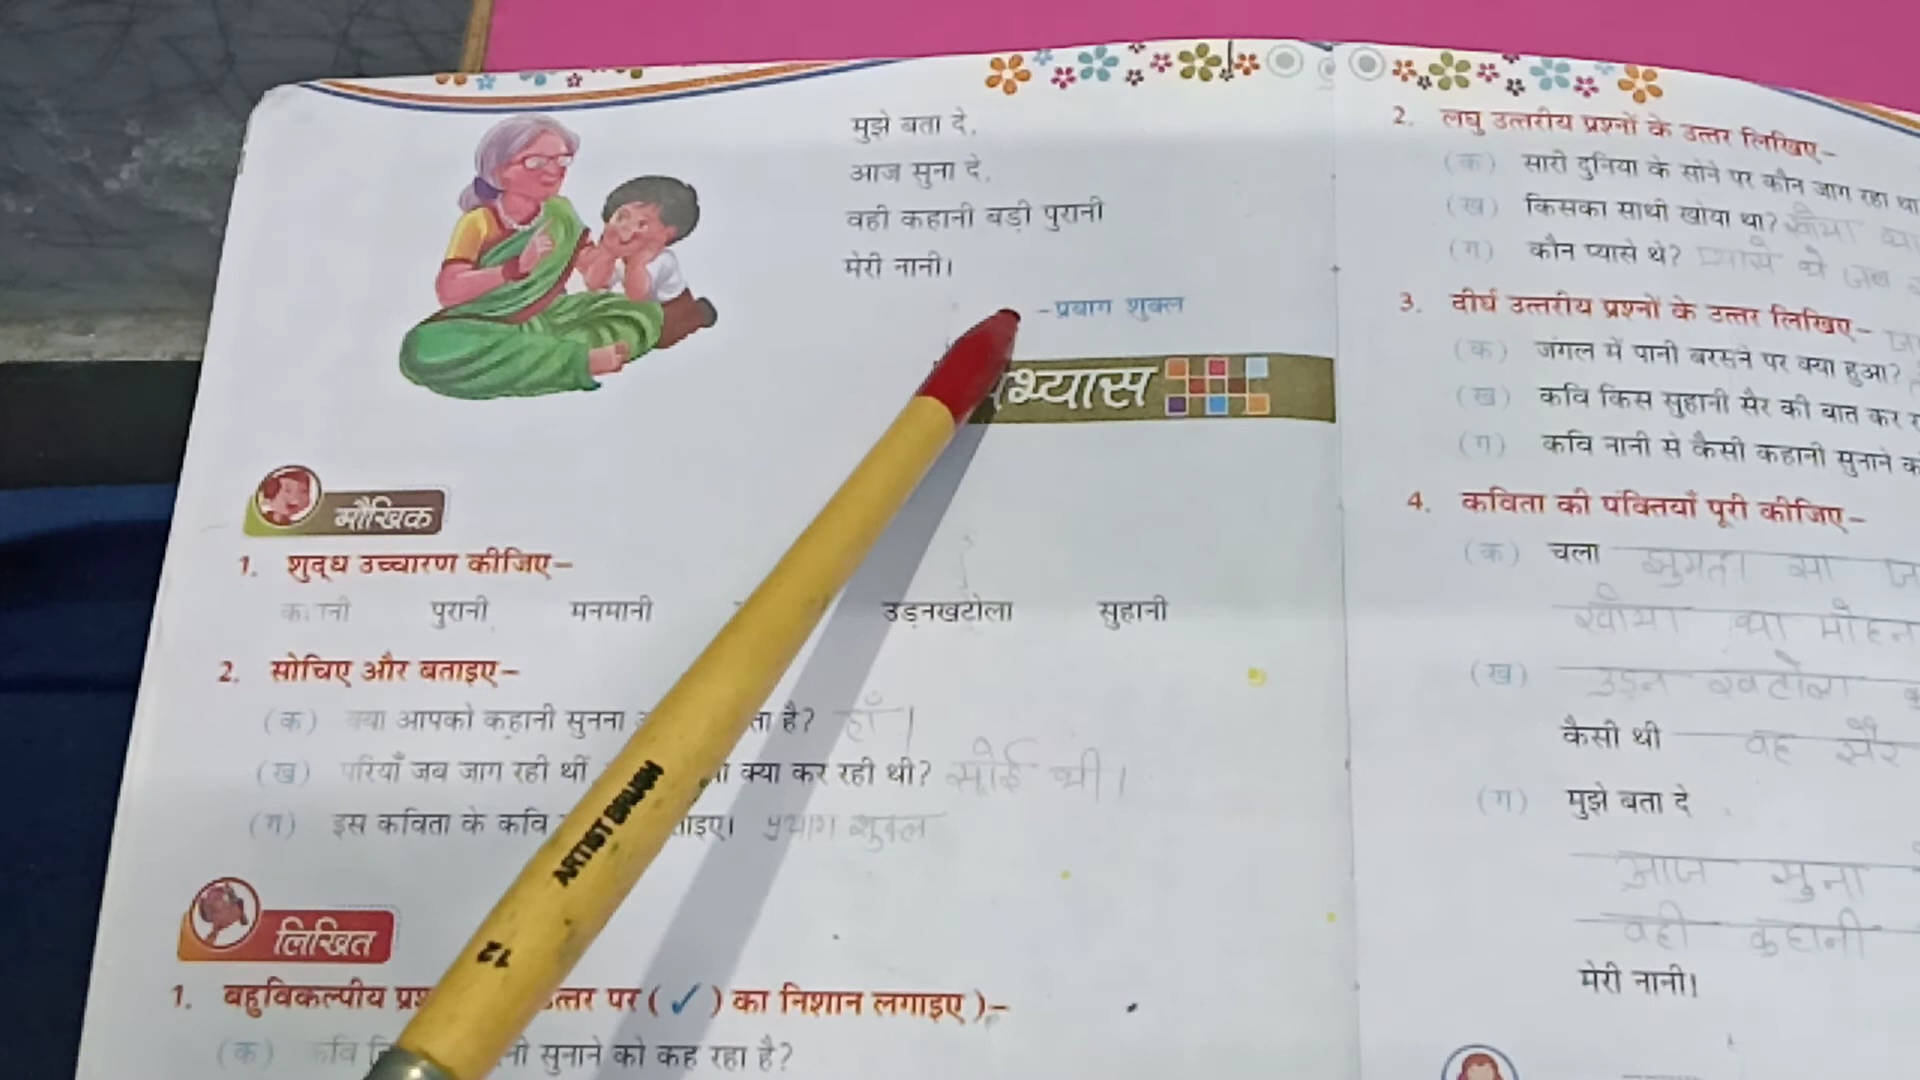 मुझे बता दे,
आज सुना दे,
वही कहानी बड़ी पुरानी
मेरी नानी।
-प्रयाग शुक्ल
भ्यास
मौखिक
1. शुद्ध उच्चारण कीजिए-
पुरानी मनमानी उड़नखटोला सुहानी
2. सोचिए और बताइए-
(क) क्या आपको कहानी सुनना ता है? हाँ।
(ख) परियाँ जब जाग रही थीं क्या कर रही थी? सोई थी।
(ग) इस कविता के कवि ताइए। प्रयाग शुक्ल
लिखित
1. बहुविकल्पीय उत्तर पर ( ✓ ) का निशान लगाइए )-
(क) कवि सुनाने को कह रहा है?
2. लघु उत्तरीय प्रश्नों के उत्तर लिखिए-
(क) सारी दुनिया के सोने पर कौन जाग रहा था
(ख) किसका साथी खोया था? खोया था
(ग) कौन प्यासे थे? प्यासे थे जब
3. दीर्घ उत्तरीय प्रश्नों के उत्तर लिखिए-
(क) जंगल में पानी बरसने पर क्या हुआ?
(ख) कवि किस सुहानी सैर की बात कर
(ग) कवि नानी से कैसी कहानी सुनाने
4. कविता की पंक्तियाँ पूरी कीजिए-
(क) चला
खोया था
(ख) उड़न खटोला
कैसी थी वह सैर
(ग) मुझे बता दे
आज सुना
वही कहानी
मेरी नानी।
ARTIST BRUSH
12